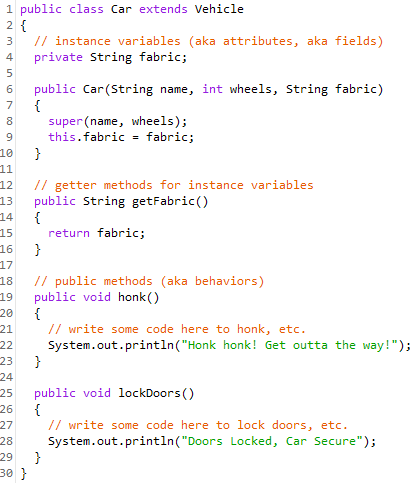 1 public class Car extends Vehicle
2 {
3   // instance variables (aka attributes, aka fields)
4   private String fabric;
5
6   public Car(String name, int wheels, String fabric)
7   {
8     super(name, wheels);
9     this.fabric = fabric;
10   }
11
12   // getter methods for instance variables
13   public String getFabric()
14   {
15     return fabric;
16   }
17
18   // public methods (aka behaviors)
19   public void honk()
20   {
21     // write some code here to honk, etc.
22     System.out.println("Honk honk! Get outta the way!");
23   }
24
25   public void lockDoors()
26   {
27     // write some code here to lock doors, etc.
28     System.out.println("Doors Locked, Car Secure");
29   }
30 }